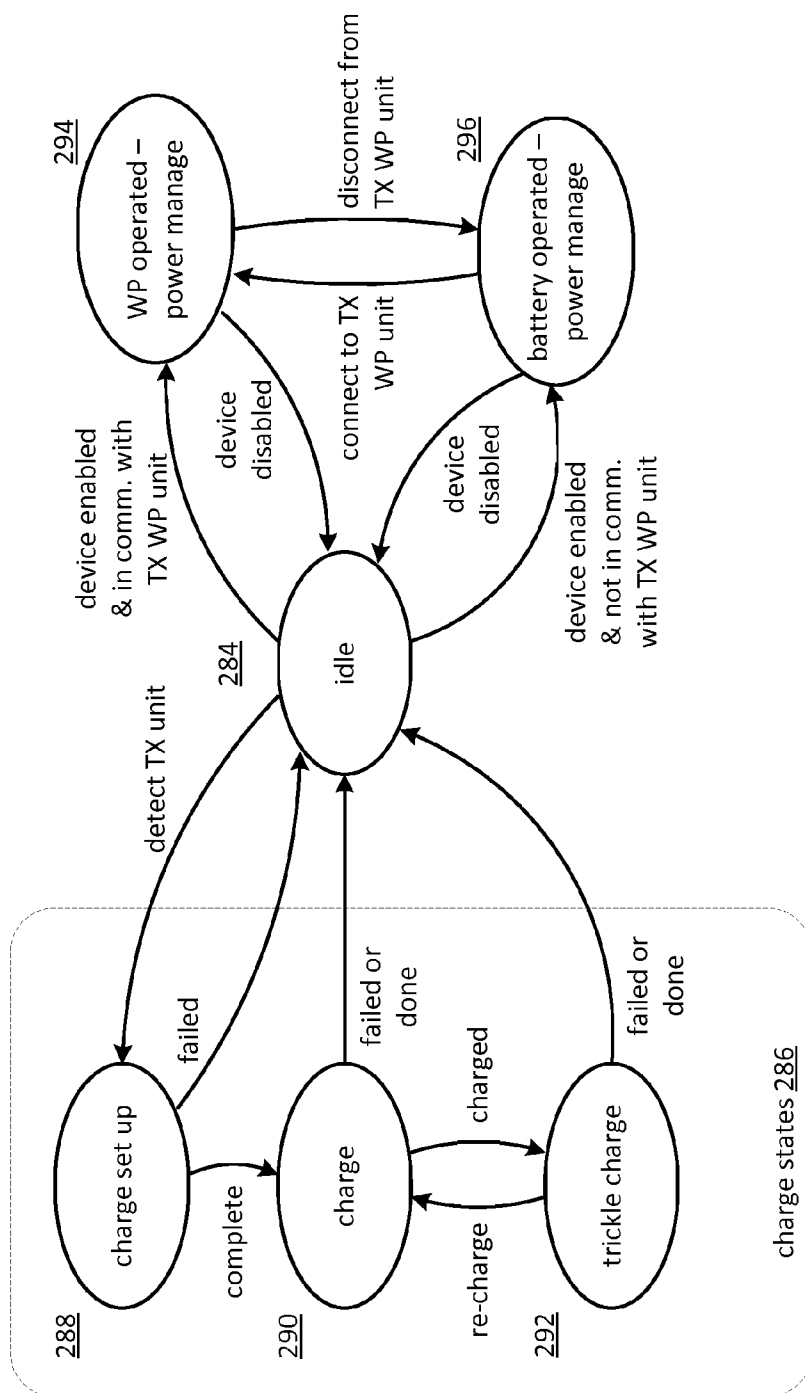 288
charge set up
detect TX unit
failed
complete
290
charge
failed or
done
re-charge
charged
292
trickle charge
failed or
done
charge states 286
284
idle
device enabled
& in comm. with
TX WP unit
device
disabled
294
WP operated –
power manage
connect to TX
WP unit
disconnect from
TX WP unit
device
disabled
device enabled
& not in comm.
with TX WP unit
296
battery operated –
power manage